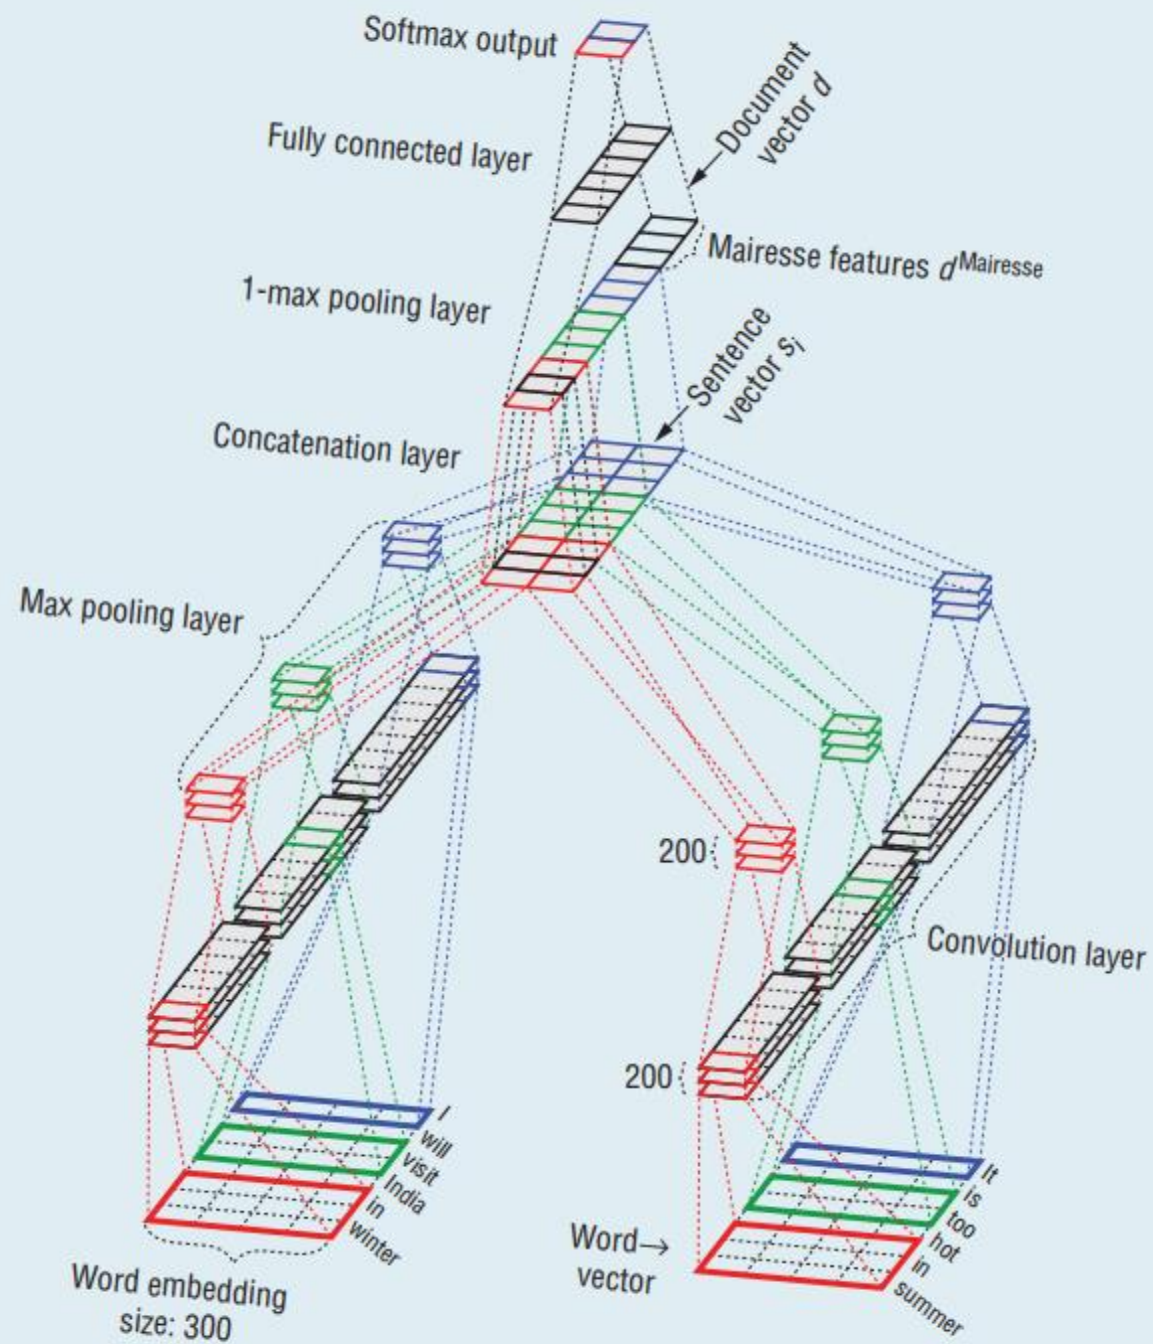 Softmax output
Document
vector d
Fully connected layer
Mairesse features d^Mairesse
1-max pooling layer
Sentence
vector s_i
Concatenation layer
Max pooling layer
200
Convolution layer
200
I
will
visit
India
in
winter
It
Is
too
hot
in
summer
Word→
vector
Word embedding
size: 300